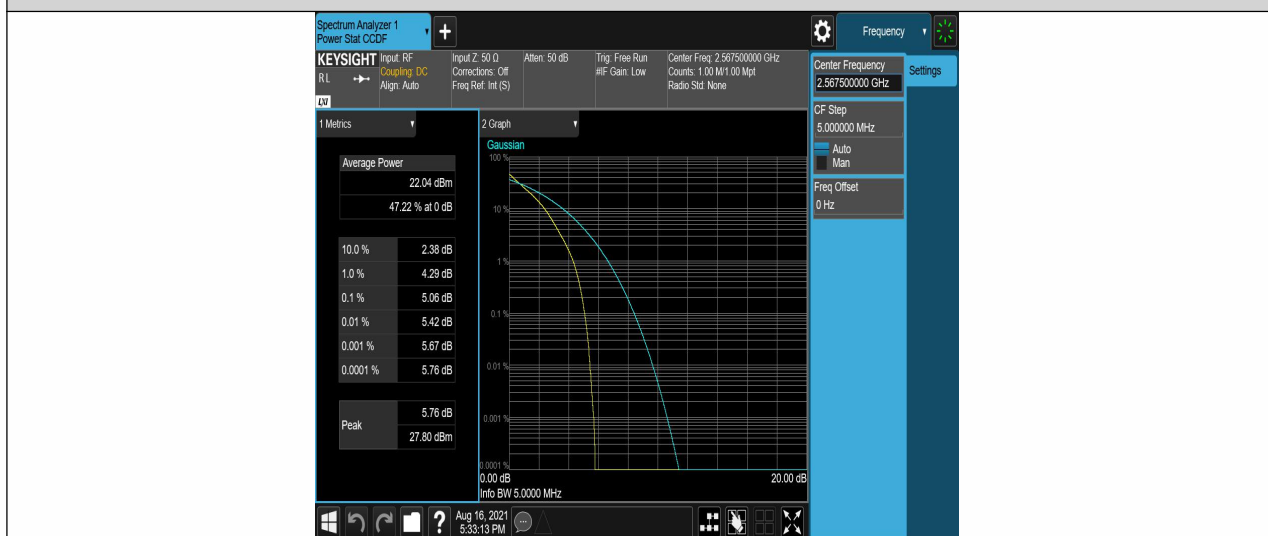 Spectrum Analyzer 1
Power Stat CCDF
+
Frequency
KEYSIGHT
R L
LXI
Input: RF
Coupling: DC
Align: Auto
Input Z: 50 Ω
Corrections: Off
Freq Ref: Int (S)
Atten: 50 dB
Trig: Free Run
#IF Gain: Low
Center Freq: 2.567500000 GHz
Counts: 1.00 M/1.00 Mpt
Radio Std: None
Center Frequency
2.567500000 GHz
Settings
CF Step
5.000000 MHz
Auto
Man
Freq Offset
0 Hz
1 Metrics
Average Power
22.04 dBm
47.22 % at 0 dB
10.0 % 2.38 dB
1.0 % 4.29 dB
0.1 % 5.06 dB
0.01 % 5.42 dB
0.001 % 5.67 dB
0.0001 % 5.76 dB
Peak
5.76 dB
27.80 dBm
2 Graph
Gaussian
100 %
10 %
1 %
0.1 %
0.01 %
0.001 %
0.0001 %
0.00 dB 20.00 dB
Info BW 5.0000 MHz
?
Aug 16, 2021
5:33:13 PM